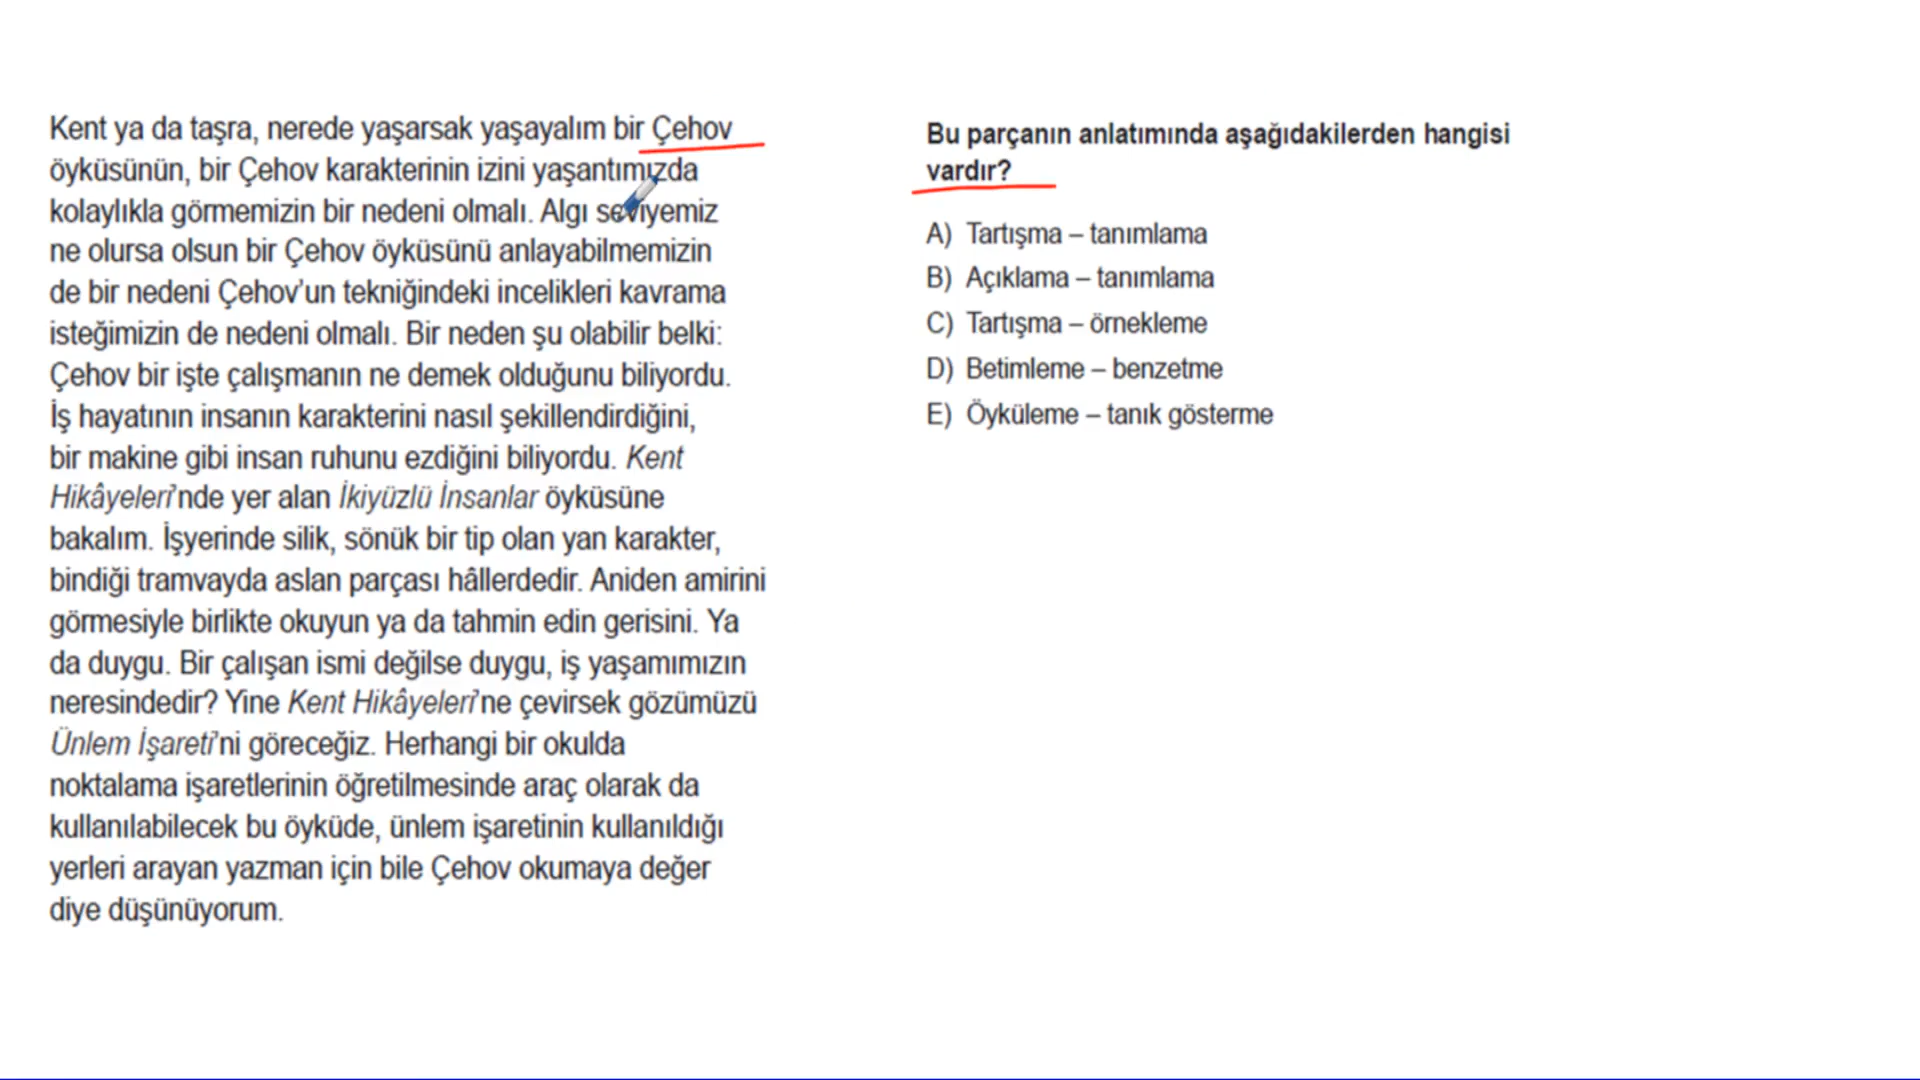 Kent ya da taşra, nerede yaşarsak yaşayalım bir Çehov
öyküsünün, bir Çehov karakterinin izini yaşantımızda
kolaylıkla görmemizin bir nedeni olmalı. Algı seviyemiz
ne olursa olsun bir Çehov öyküsünü anlayabilmemizin
de bir nedeni Çehov'un tekniğindeki incelikleri kavrama
isteğimizin de nedeni olmalı. Bir neden şu olabilir belki:
Çehov bir işte çalışmanın ne demek olduğunu biliyordu.
İş hayatının insanın karakterini nasıl şekillendirdiğini,
bir makine gibi insan ruhunu ezdiğini biliyordu. Kent
Hikâyeleri'nde yer alan İkiyüzlü İnsanlar öyküsüne
bakalım. İşyerinde silik, sönük bir tip olan yan karakter,
bindiği tramvayda aslan parçası hâllerdedir. Aniden amirini
görmesiyle birlikte okuyun ya da tahmin edin gerisini. Ya
da duygu. Bir çalışan ismi değilse duygu, iş yaşamımızın
neresindedir? Yine Kent Hikâyeleri'ne çevirsek gözümüzü
Ünlem İşareti'ni göreceğiz. Herhangi bir okulda
noktalama işaretlerinin öğretilmesinde araç olarak da
kullanılabilecek bu öyküde, ünlem işaretinin kullanıldığı
yerleri arayan yazman için bile Çehov okumaya değer
diye düşünüyorum.
Bu parçanın anlatımında aşağıdakilerden hangisi
vardır?
A) Tartışma – tanımlama
B) Açıklama – tanımlama
C) Tartışma – örnekleme
D) Betimleme – benzetme
E) Öyküleme – tanık gösterme